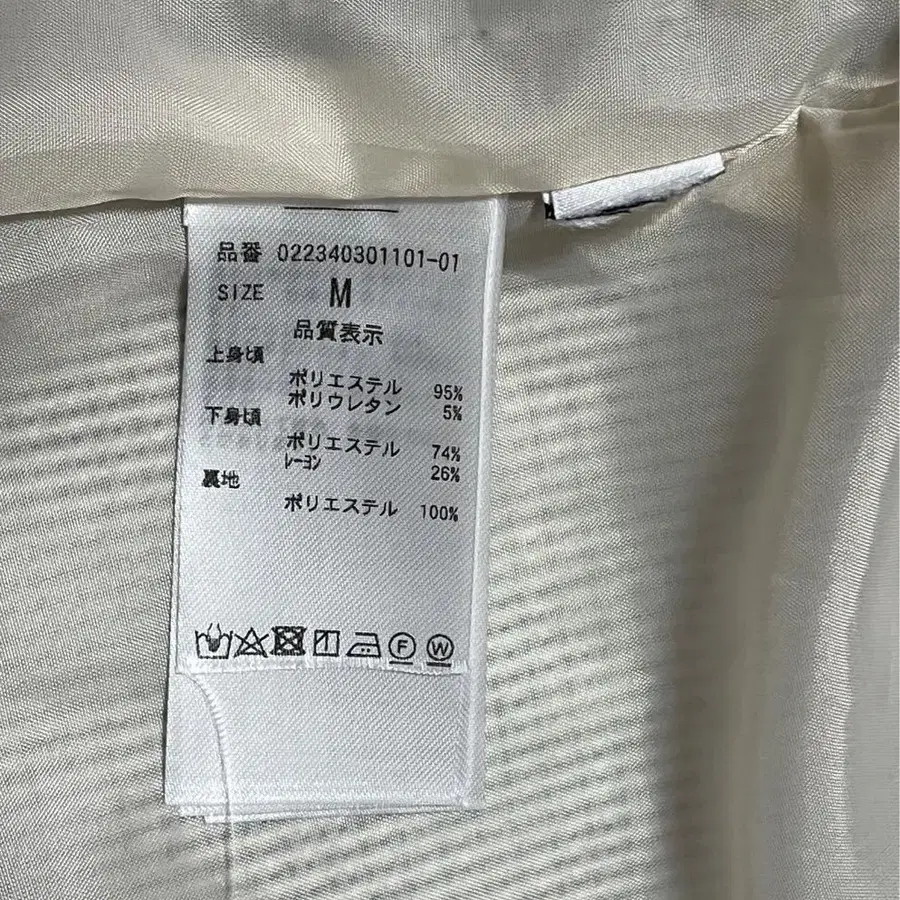 品番 022340301101-01
SIZE M
品質表示
上身頃
ポリエステル 95%
ポリウレタン 5%
下身頃
ポリエステル 74%
レーヨン 26%
裏地
ポリエステル 100%
F W